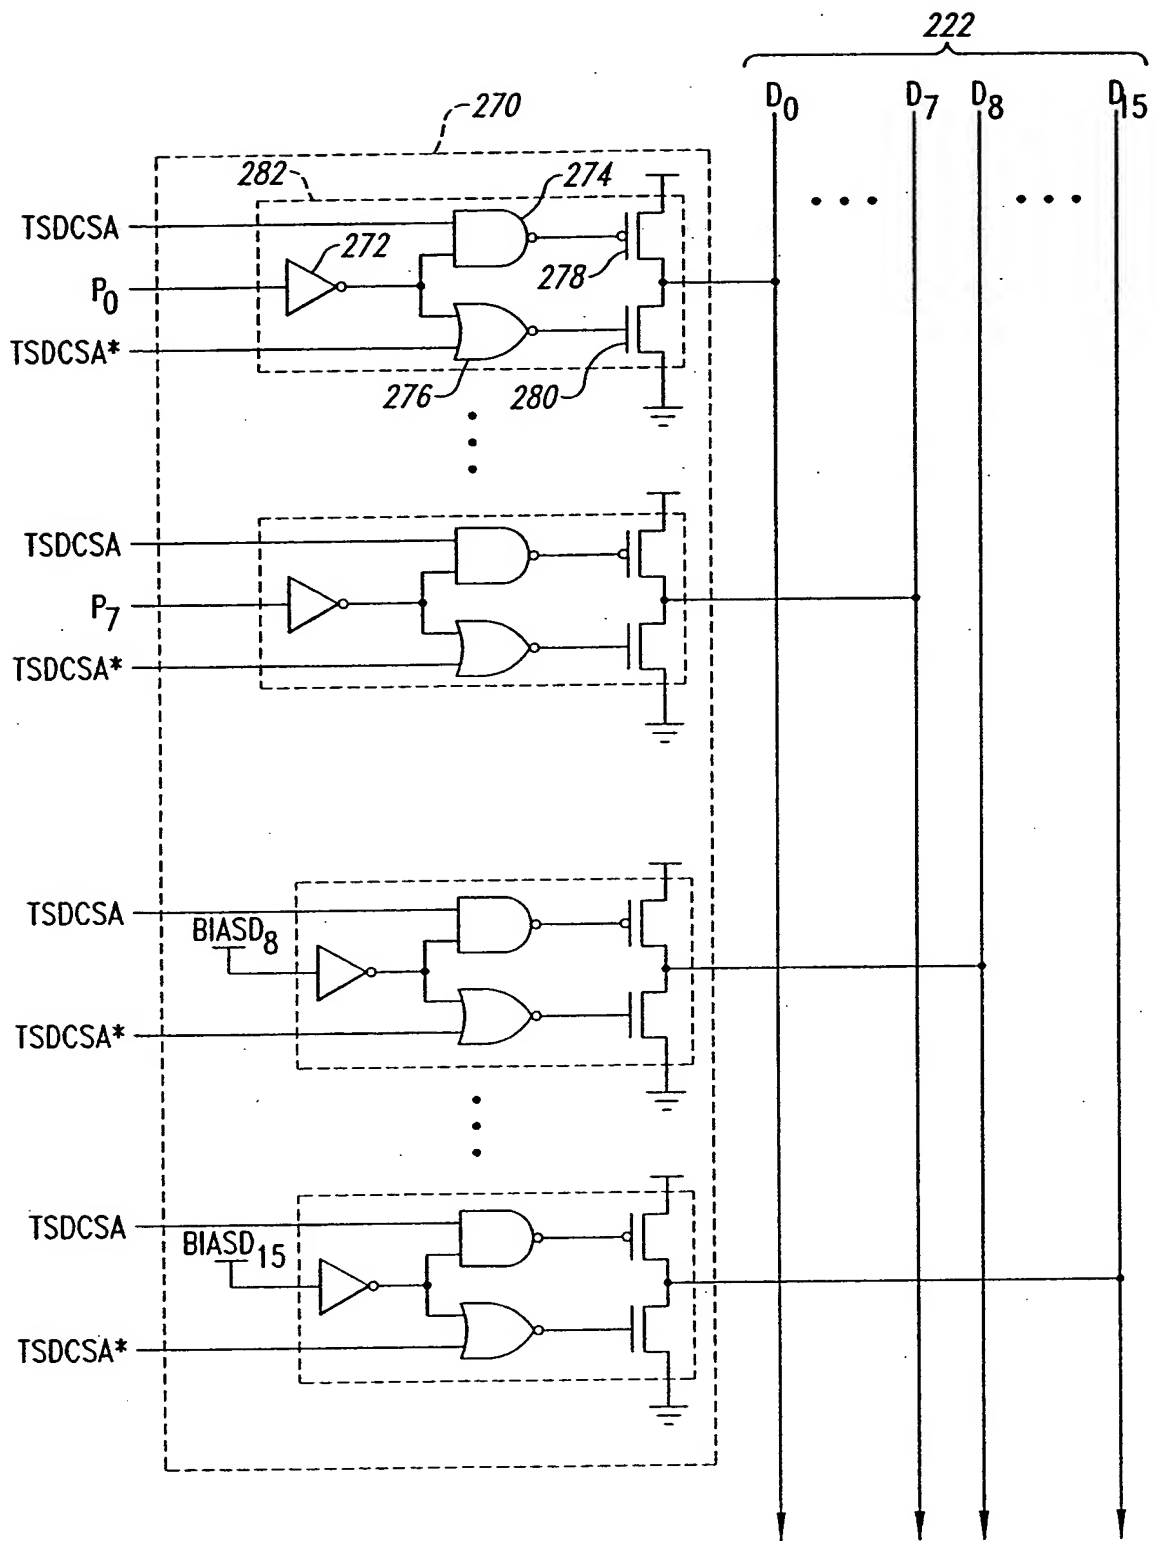 222
D0 D7 D8 D15
270
282
274
TSDCSA
272
278
P0
TSDCSA*
276
280
TSDCSA
P7
TSDCSA*
TSDCSA
BIASD8
TSDCSA*
TSDCSA
BIASD15
TSDCSA*